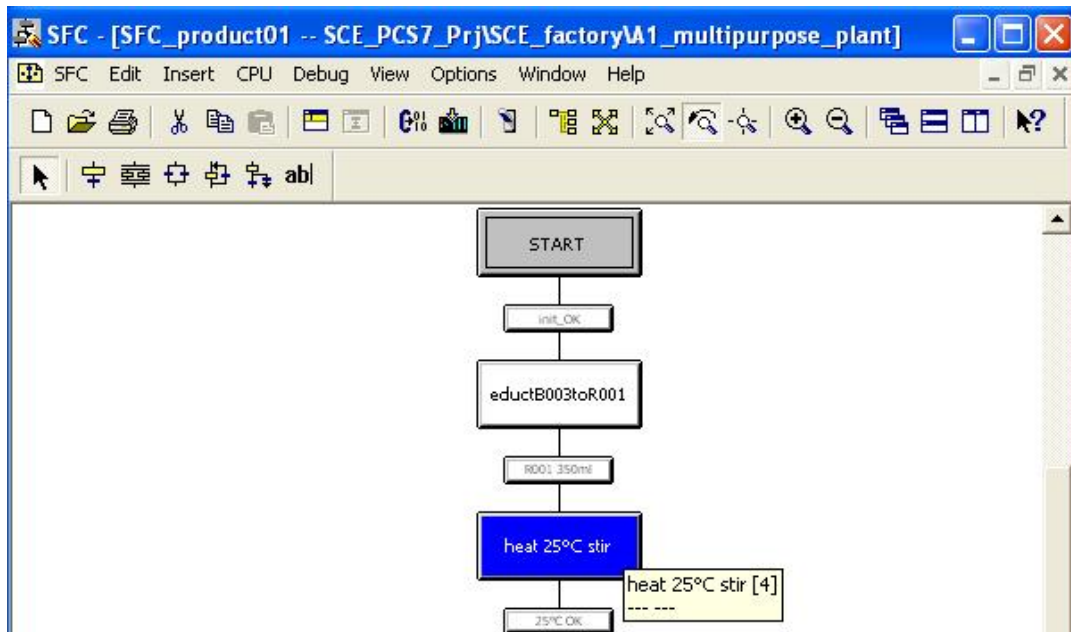 SFC - [SFC_product01 -- SCE_PCS7_Prj\SCE_factory\A1_multipurpose_plant]
SFC Edit Insert CPU Debug View Options Window Help
ab|
START
init_OK
eductB003toR001
R001 350ml
heat 25°C stir
heat 25°C stir [4]
--- ---
25°C OK